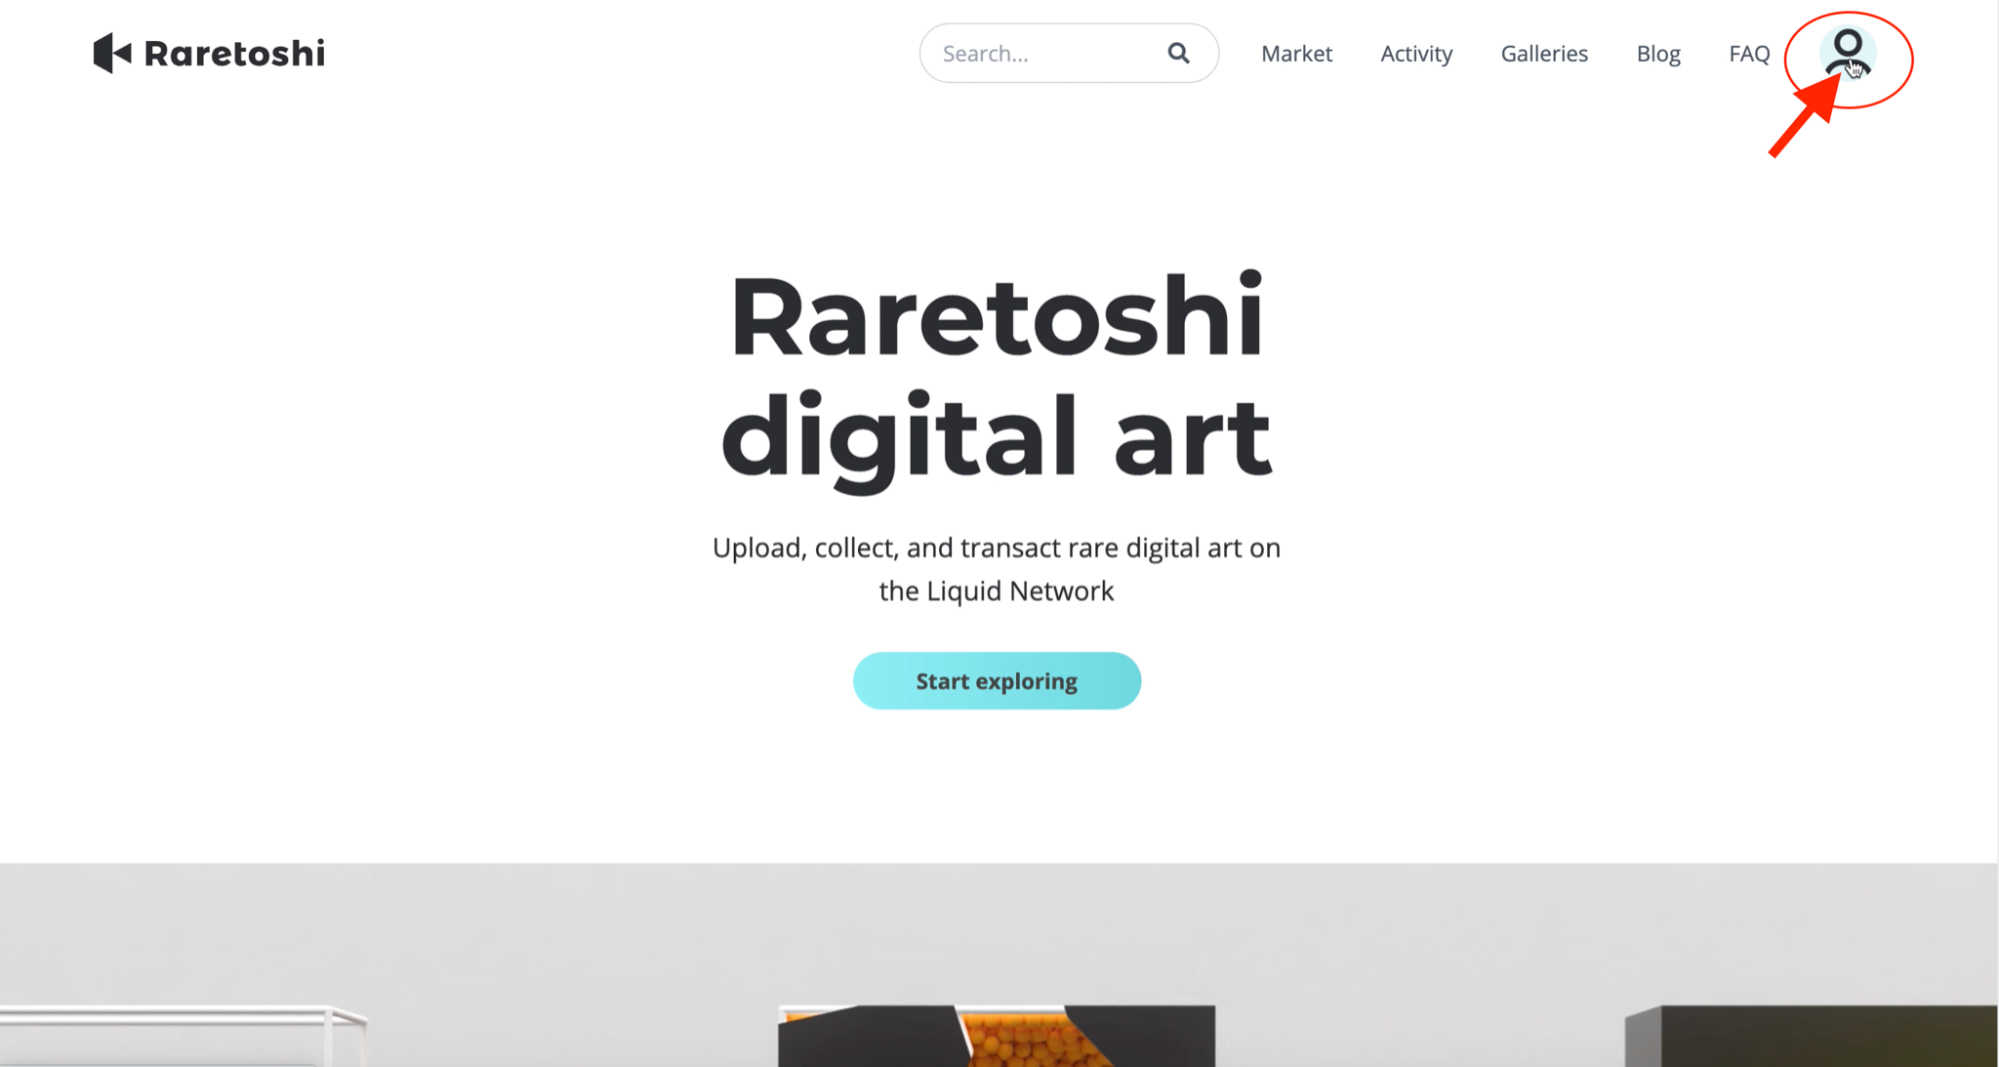 Raretoshi
Search...
Market
Activity
Galleries
Blog
FAQ
Raretoshi
digital art
Upload, collect, and transact rare digital art on
the Liquid Network
Start exploring